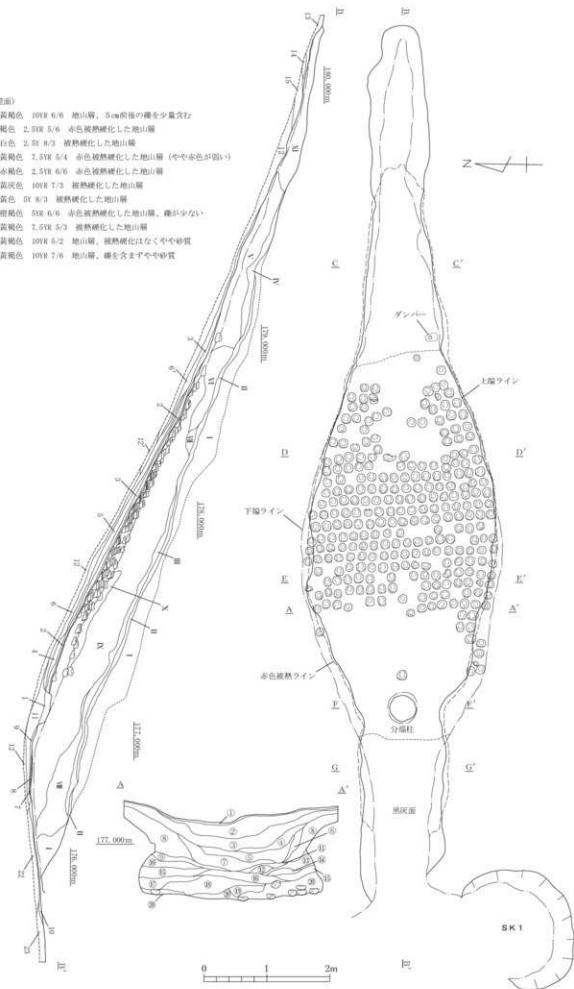 壁面)
黄褐色 10YR 6/6 地山層、5cm前後の礫を少量含む
褐色 2.5YR 5/6 赤色被熱硬化した地山層
白色 2.5Y 8/3 被熱硬化した地山層
黄褐色 7.5YR 5/4 赤色被熱硬化した地山層(やや赤色が弱い)
赤褐色 2.5YR 6/6 赤色被熱硬化した地山層
黄灰色 10YR 7/3 被熱硬化した地山層
黄色 5Y 8/3 被熱硬化した地山層
橙褐色 5YR 6/6 赤色被熱硬化した地山層、礫が少ない
黄褐色 7.5YR 5/3 被熱硬化した地山層
黄褐色 10YR 5/2 地山層、被熱硬化はなくやや砂質
黄褐色 10YR 7/6 地山層、礫を含まずやや砂質
B
B
180.000m
179.000m
178.000m
177.000m
176.000m
B'
N
C
C'
ダンパー
上端ライン
D
D'
下端ライン
E
E'
A
A'
赤色被熱ライン
F
F'
分焔柱
G
G'
黒灰面
SK1
B'
A
A'
177.000m
0 1 2m